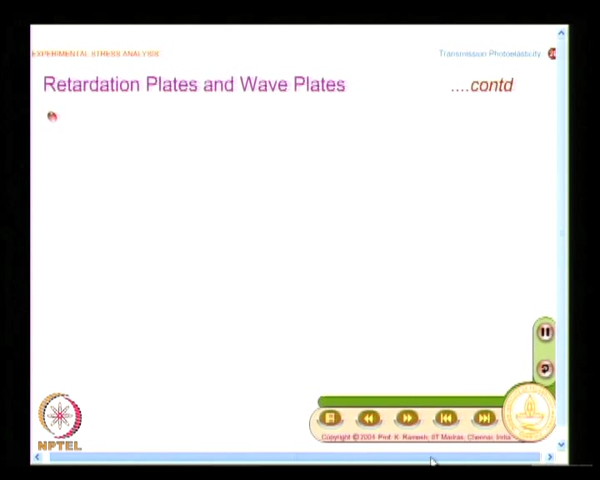 EXPERIMENTAL STRESS ANALYSIS
Transmission Photoelasticity
Retardation Plates and Wave Plates ....contd
NPTEL
Copyright © 2004 Prof. K. Ramesh, IIT Madras, Chennai, India